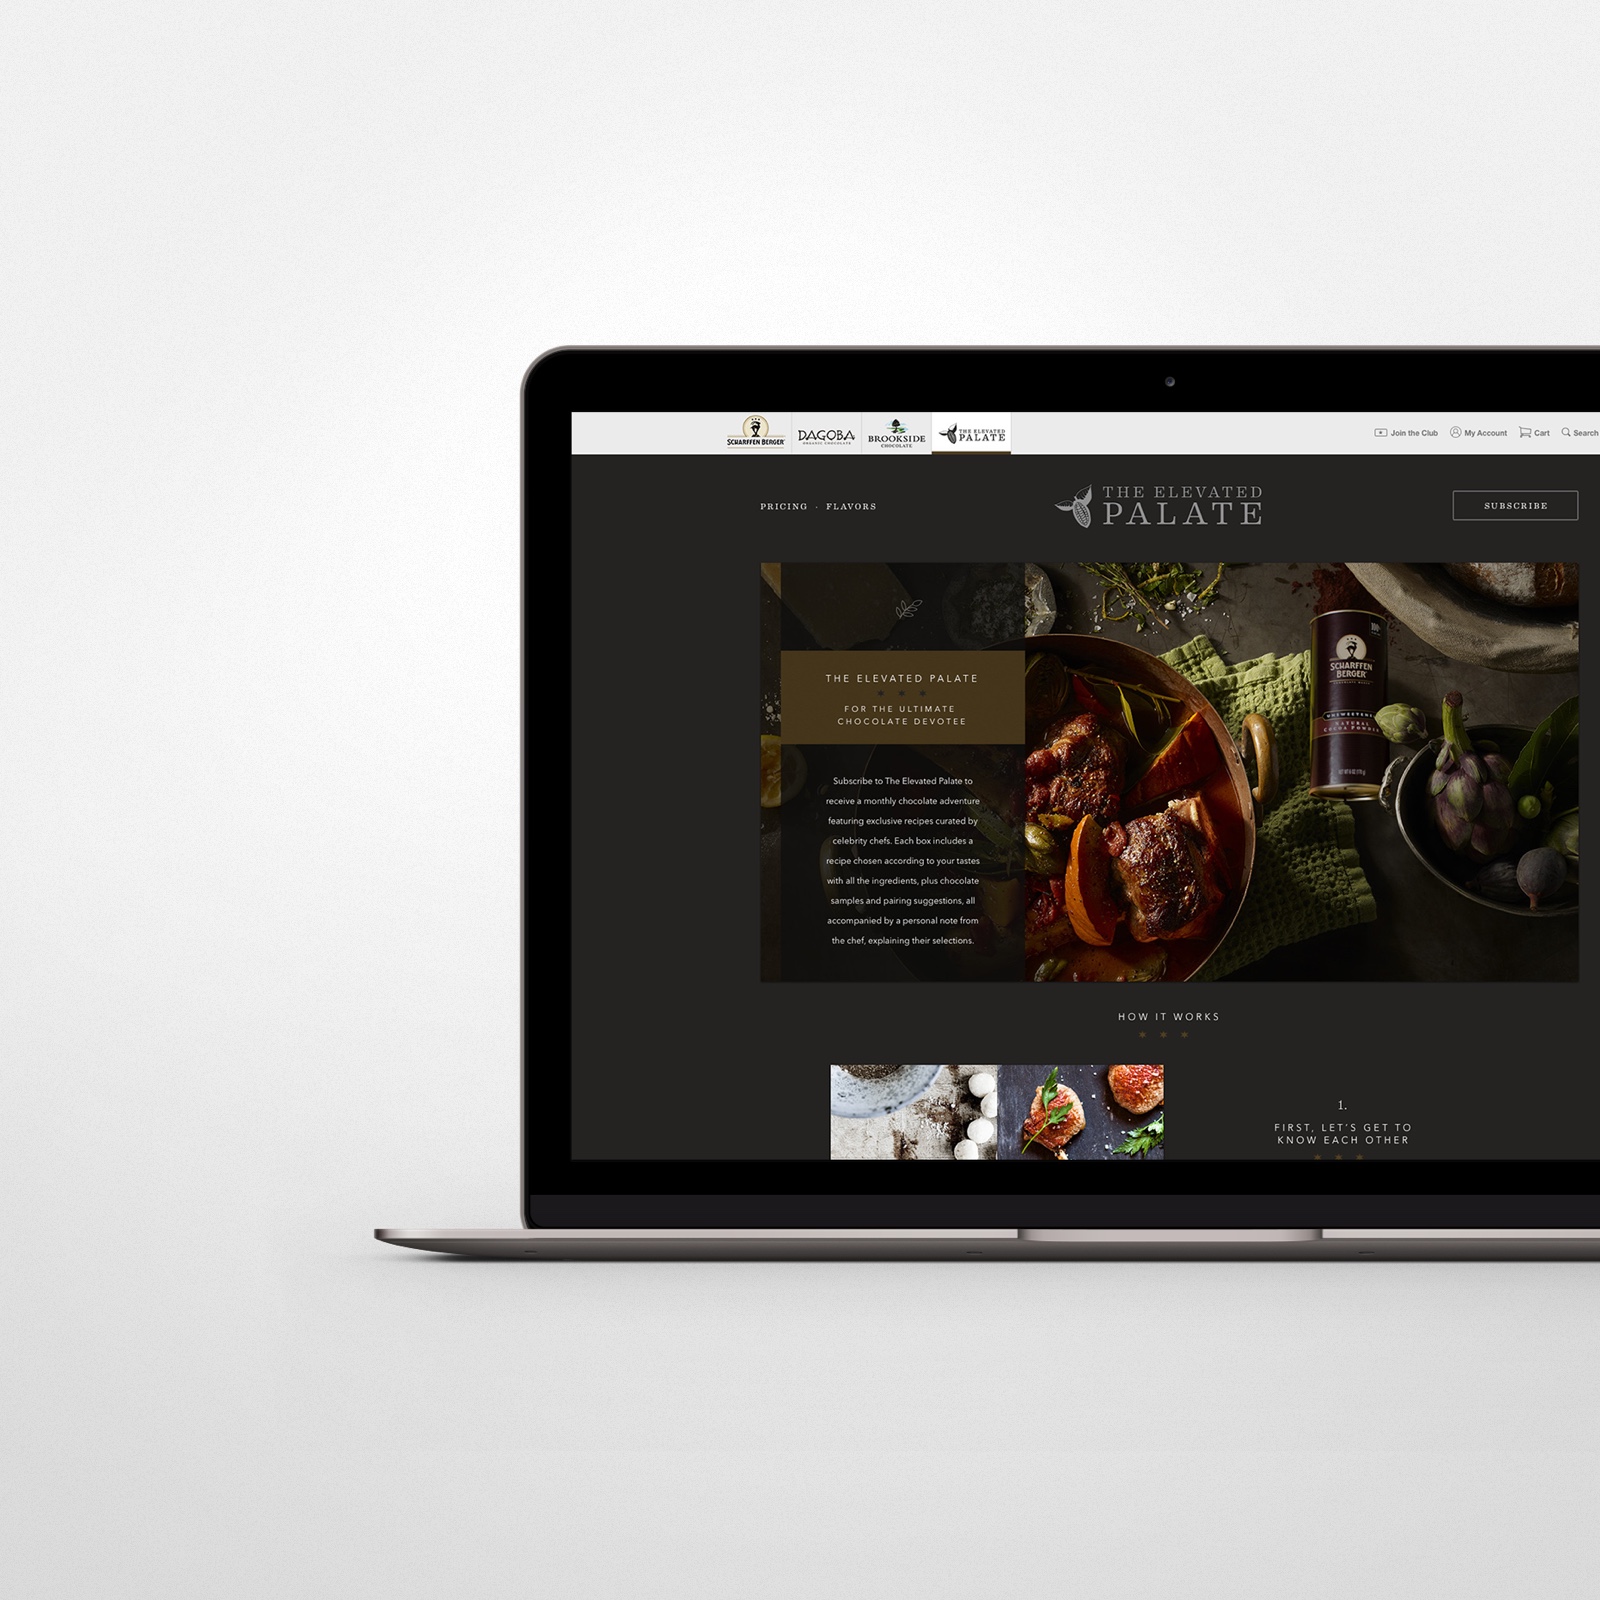 SCHARFFEN BERGER
DAGOBA
ORGANIC CHOCOLATE
BROOKSIDE
CHOCOLATE
THE ELEVATED
PALATE
Join the Club
My Account
Cart
Search
PRICING · FLAVORS
THE ELEVATED
PALATE
SUBSCRIBE
THE ELEVATED PALATE
FOR THE ULTIMATE
CHOCOLATE DEVOTEE
Subscribe to The Elevated Palate to
receive a monthly chocolate adventure
featuring exclusive recipes curated by
celebrity chefs. Each box includes a
recipe chosen according to your tastes
with all the ingredients, plus chocolate
samples and pairing suggestions, all
accompanied by a personal note from
the chef, explaining their selections.
SCHARFFEN
BERGER
UNSWEETENED
NATURAL
COCOA POWDER
HOW IT WORKS
1.
FIRST, LET'S GET TO
KNOW EACH OTHER